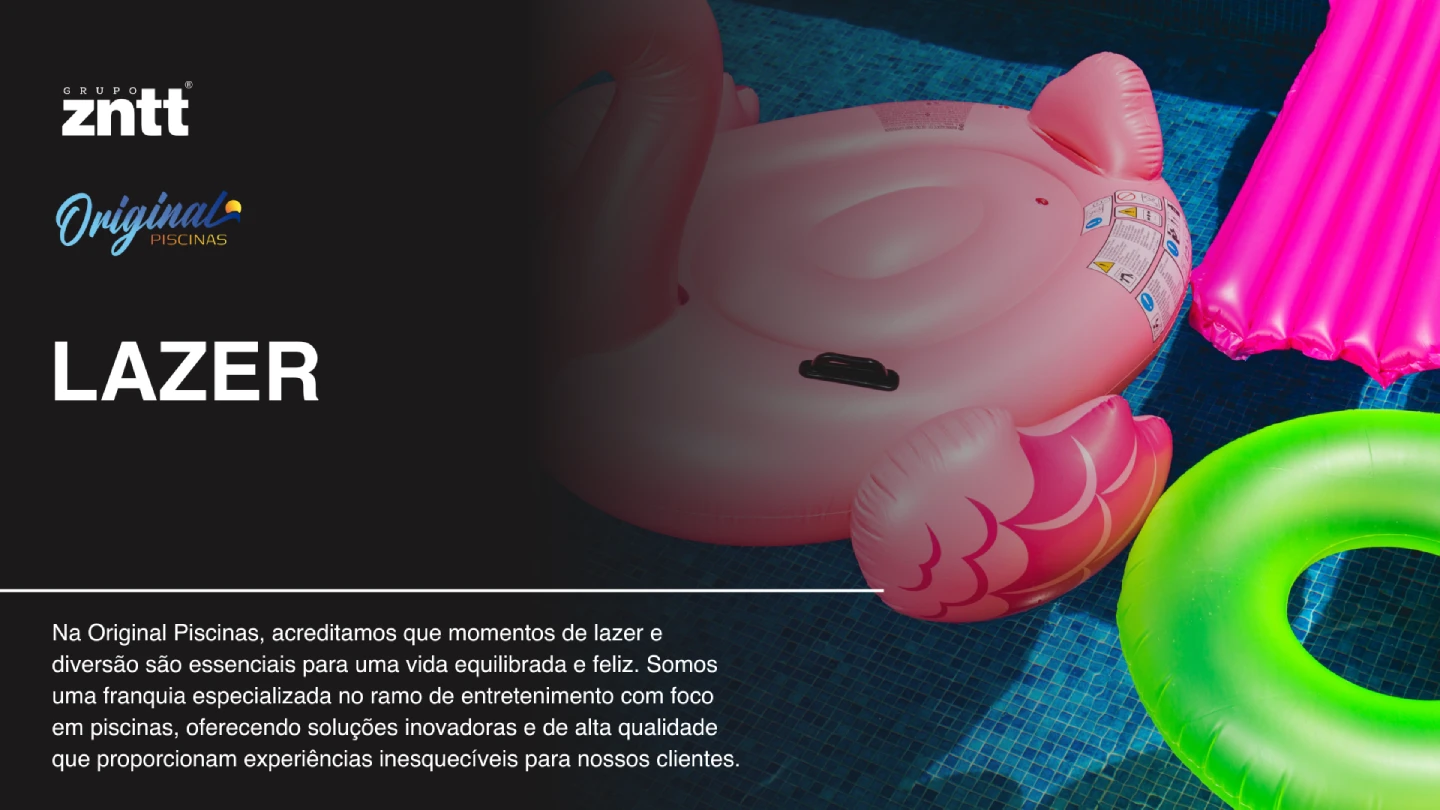 GRUPO
zntt®
Original
PISCINAS
LAZER
Na Original Piscinas, acreditamos que momentos de lazer e
diversão são essenciais para uma vida equilibrada e feliz. Somos
uma franquia especializada no ramo de entretenimento com foco
em piscinas, oferecendo soluções inovadoras e de alta qualidade
que proporcionam experiências inesquecíveis para nossos clientes.